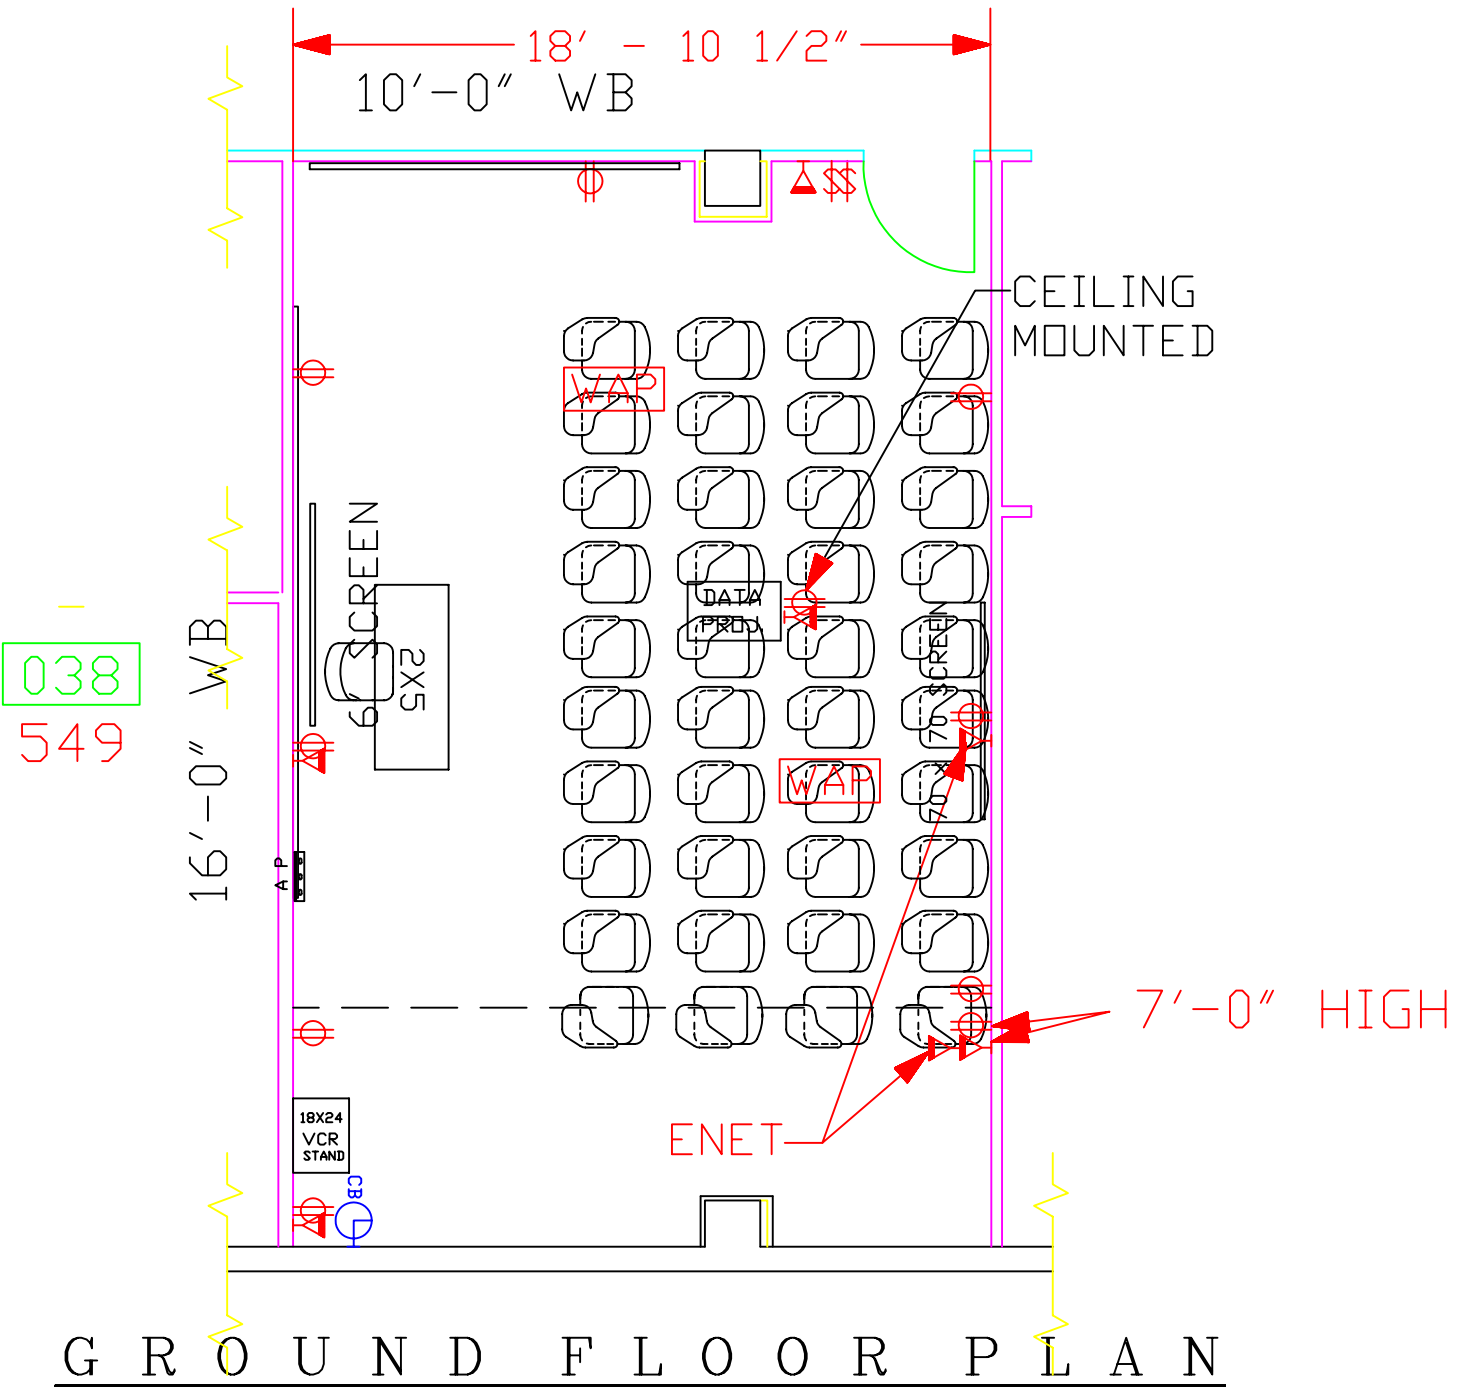 18' - 10 1/2"
10'-0" WB
CEILING
MOUNTED
WAP
6' SCREEN
DATA
PROJ.
2X5
70 X 70 SCREEN
16'-0" WB
038
549
WAP
A P
7'-0" HIGH
18X24
VCR
STAND
ENET
CB
GROUND FLOOR PLAN